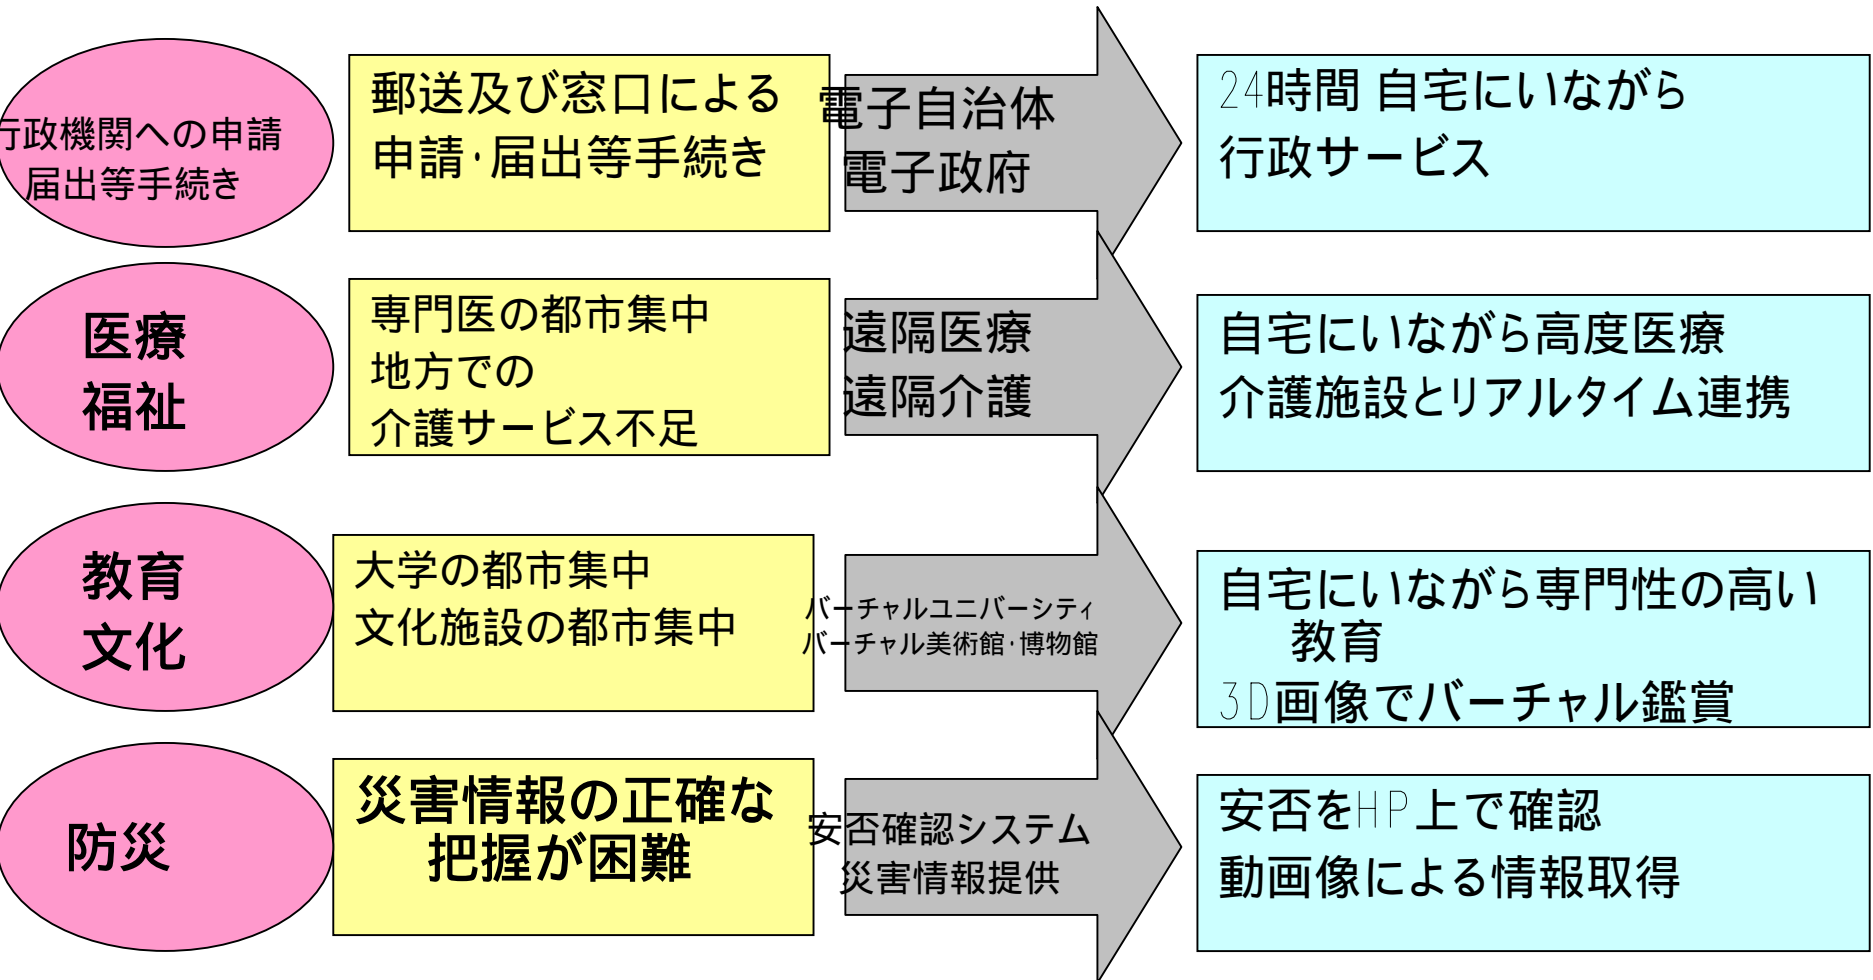 行政機関への申請
届出等手続き
郵送及び窓口による
申請・届出等手続き
電子自治体
電子政府
24時間 自宅にいながら
行政サービス
医療
福祉
専門医の都市集中
地方での
介護サービス不足
遠隔医療
遠隔介護
自宅にいながら高度医療
介護施設とリアルタイム連携
教育
文化
大学の都市集中
文化施設の都市集中
バーチャルユニバーシティ
バーチャル美術館・博物館
自宅にいながら専門性の高い
教育
3D画像でバーチャル鑑賞
防災
災害情報の正確な
把握が困難
安否確認システム
災害情報提供
安否をHP上で確認
動画像による情報取得